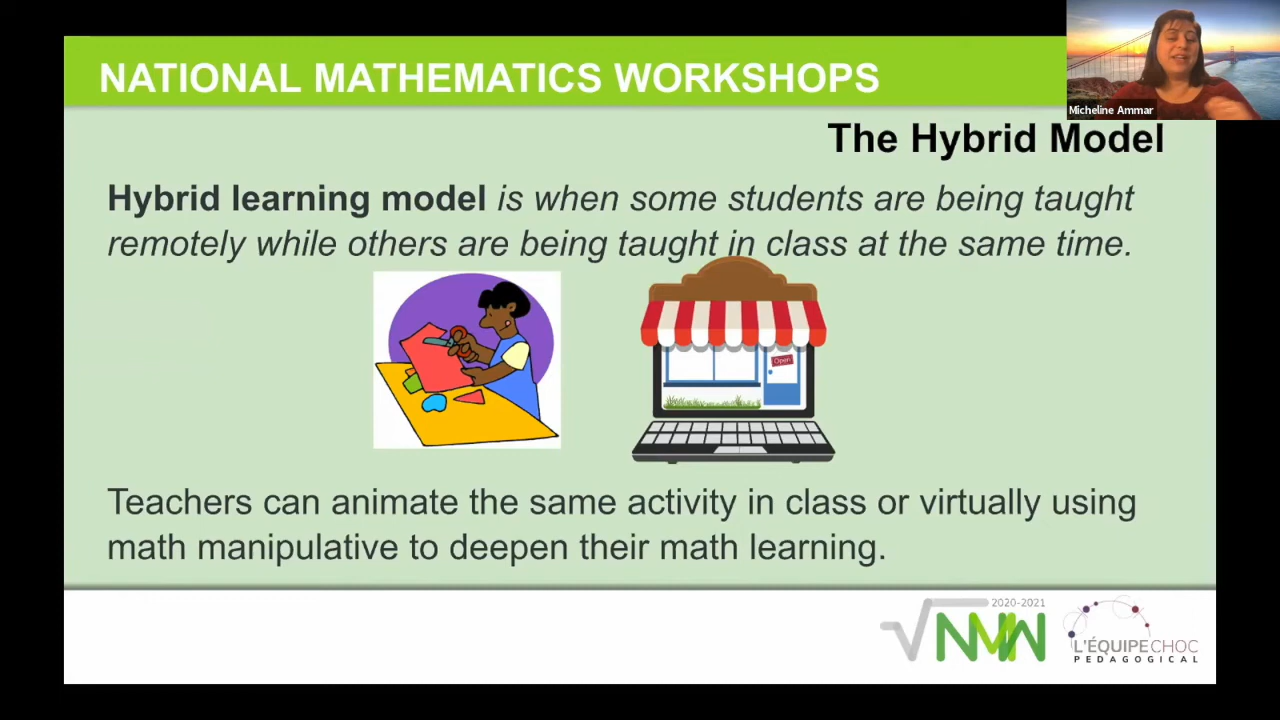 NATIONAL MATHEMATICS WORKSHOPS
Micheline Ammar
The Hybrid Model
Hybrid learning model is when some students are being taught
remotely while others are being taught in class at the same time.
Open
Teachers can animate the same activity in class or virtually using
math manipulative to deepen their math learning.
2020-2021
√NMW
L'ÉQUIPECHOC
PEDAGOGICAL